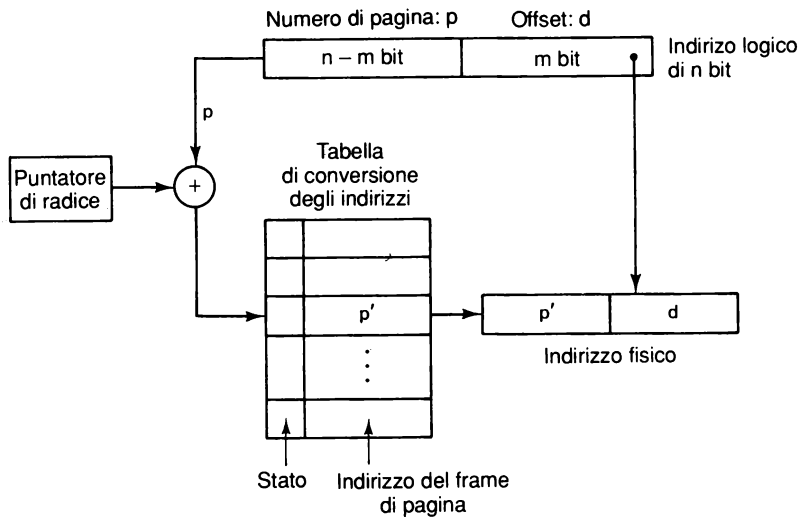 Numero di pagina: p
Offset: d
n – m bit
m bit
Indirizo logico
di n bit
p
Puntatore
di radice
+
Tabella
di conversione
degli indirizzi
p′
p′
d
Indirizzo fisico
Stato
Indirizzo del frame
di pagina